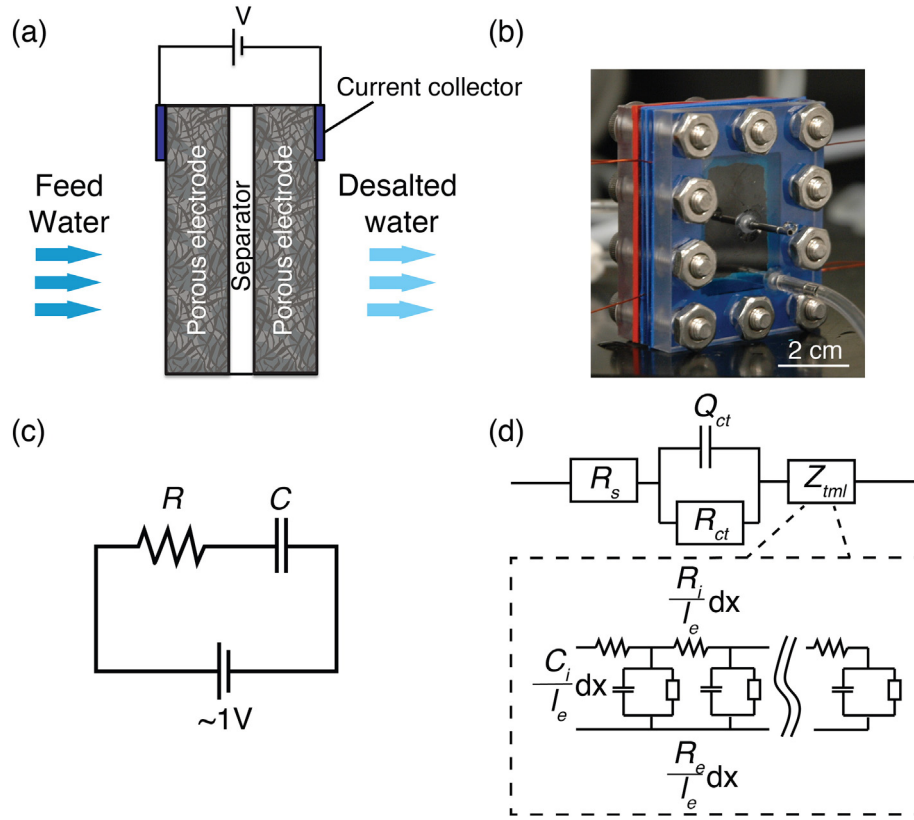 (a)
V
Current collector
Feed
Water
Porous electrode
Separator
Porous electrode
Desalted
water
(b)
2 cm
(c)
R
C
~1V
(d)
Q_ct
R_s
R_ct
Z_tml
R_i/l_e dx
C_i/l_e dx
R_e/l_e dx